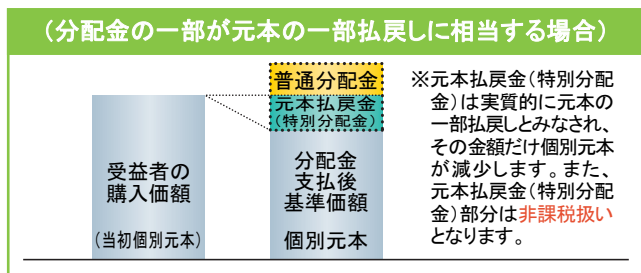 (分配金の一部が元本の一部払戻しに相当する場合)
普通分配金
元本払戻金
(特別分配金)
受益者の
購入価額
(当初個別元本)
分配金
支払後
基準価額
個別元本
※元本払戻金(特別分配
金)は実質的に元本の
一部払戻しとみなされ、
その金額だけ個別元本
が減少します。また、
元本払戻金(特別分配
金)部分は非課税扱い
となります。